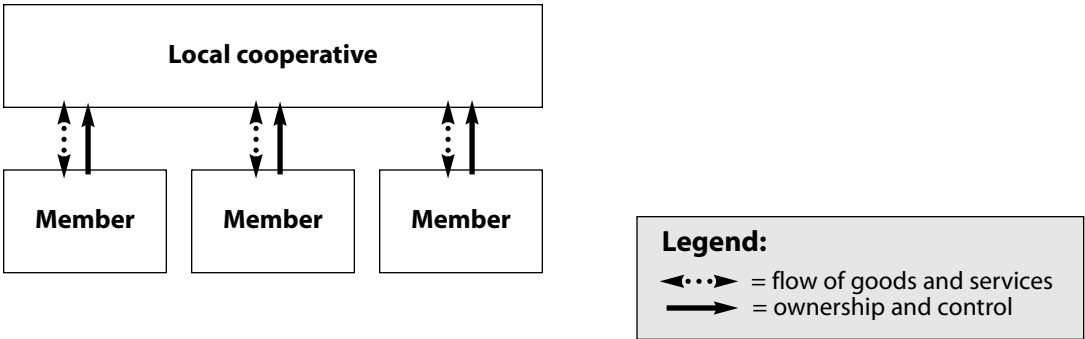 Local cooperative
Member Member Member
Legend:
= flow of goods and services
= ownership and control